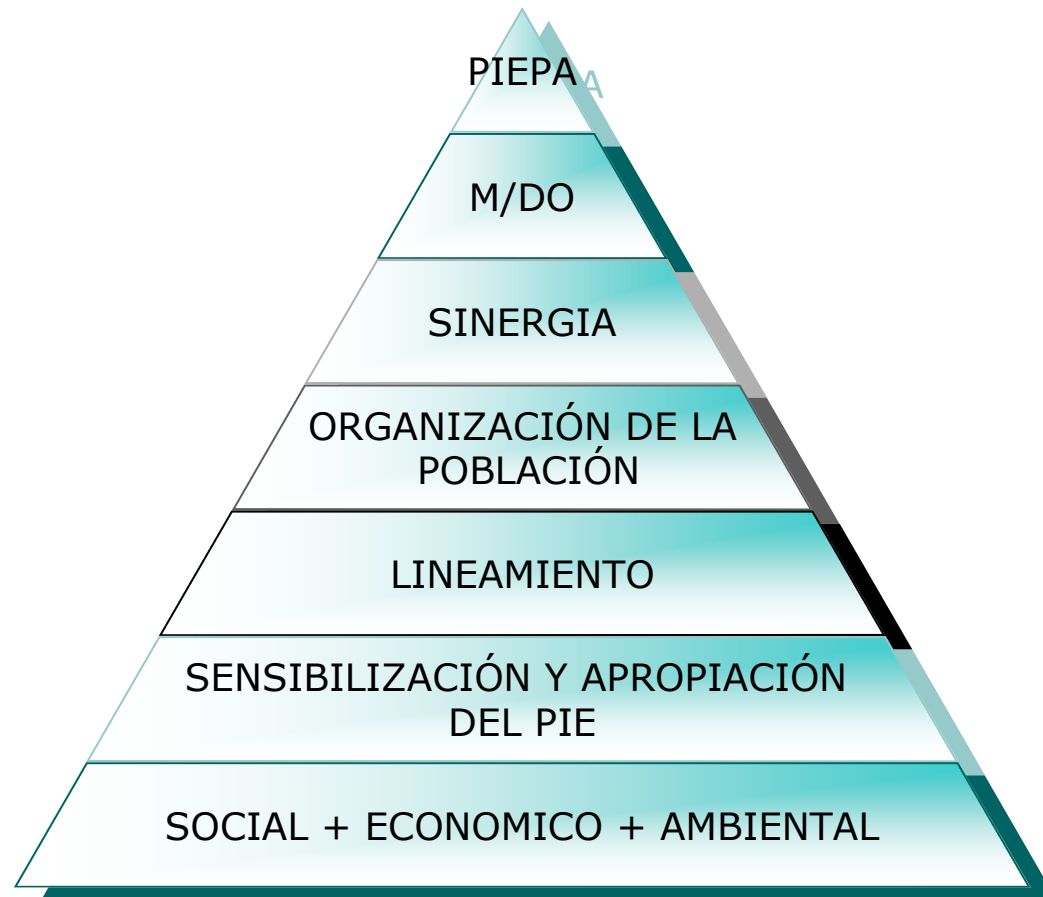 PIEPA
M/DO
SINERGIA
ORGANIZACIÓN DE LA
POBLACIÓN
LINEAMIENTO
SENSIBILIZACIÓN Y APROPIACIÓN
DEL PIE
SOCIAL + ECONOMICO + AMBIENTAL